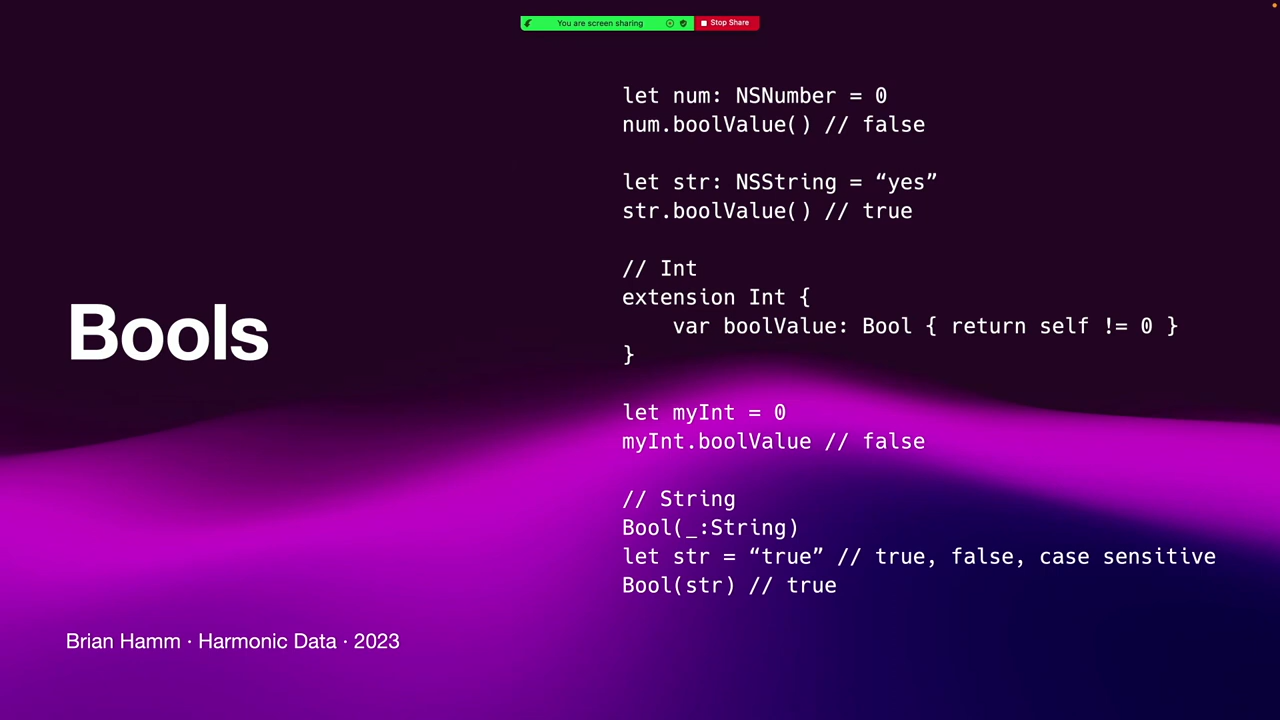 You are screen sharing
Stop Share
let num: NSNumber = 0
num.boolValue() // false
let str: NSString = “yes”
str.boolValue() // true
// Int
extension Int {
    var boolValue: Bool { return self != 0 }
}
let myInt = 0
myInt.boolValue // false
// String
Bool(_:String)
let str = “true” // true, false, case sensitive
Bool(str) // true
Bools
Brian Hamm · Harmonic Data · 2023